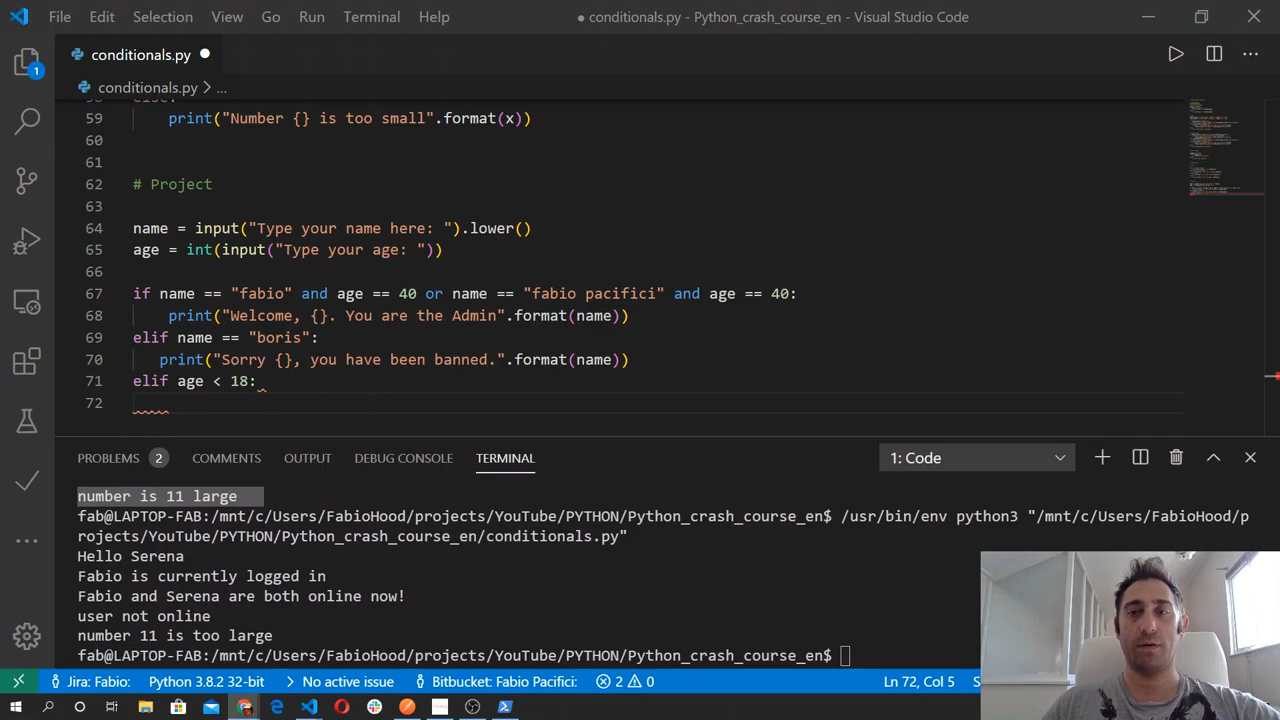 File Edit Selection View Go Run Terminal Help
● conditionals.py - Python_crash_course_en - Visual Studio Code
conditionals.py
conditionals.py > ...
1
58 else:
59 print("Number {} is too small".format(x))
60
61
62 # Project
63
64 name = input("Type your name here: ").lower()
65 age = int(input("Type your age: "))
66
67 if name == "fabio" and age == 40 or name == "fabio pacifici" and age == 40:
68 print("Welcome, {}. You are the Admin".format(name))
69 elif name == "boris":
70 print("Sorry {}, you have been banned.".format(name))
71 elif age < 18:
72
PROBLEMS 2 COMMENTS OUTPUT DEBUG CONSOLE TERMINAL 1: Code
number is 11 large
fab@LAPTOP-FAB:/mnt/c/Users/FabioHood/projects/YouTube/PYTHON/Python_crash_course_en$ /usr/bin/env python3 "/mnt/c/Users/FabioHood/p
rojects/YouTube/PYTHON/Python_crash_course_en/conditionals.py"
Hello Serena
Fabio is currently logged in
Fabio and Serena are both online now!
user not online
number 11 is too large
fab@LAPTOP-FAB:/mnt/c/Users/FabioHood/projects/YouTube/PYTHON/Python_crash_course_en$
Jira: Fabio: Python 3.8.2 32-bit No active issue Bitbucket: Fabio Pacifici: 2 0 Ln 72, Col 5